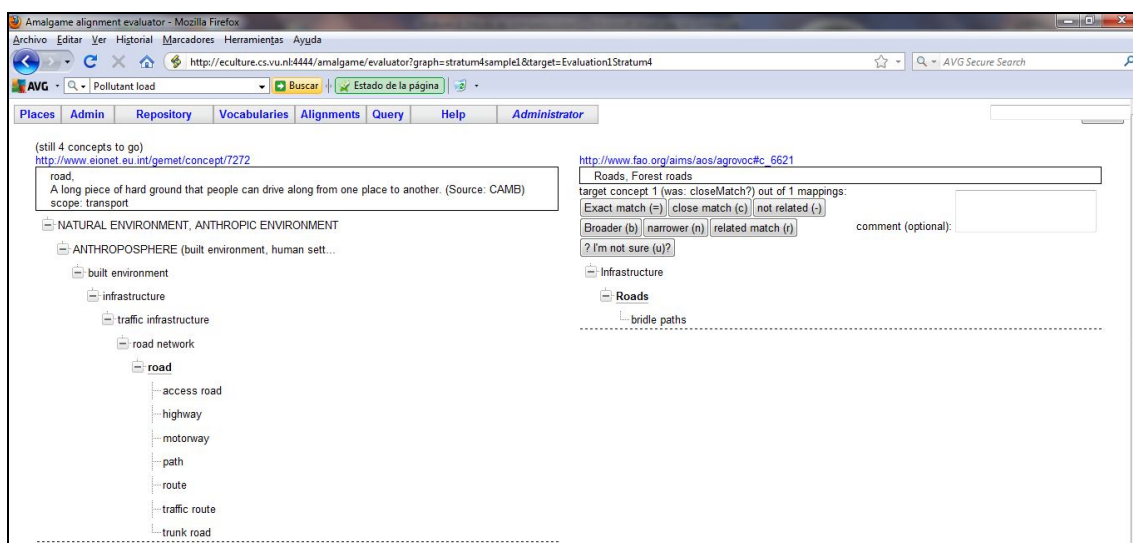 Amalgame alignment evaluator - Mozilla Firefox
Archivo Editar Ver Historial Marcadores Herramientas Ayuda
http://eculture.cs.vu.nl:4444/amalgame/evaluator?graph=stratum4sample1&target=Evaluation1Stratum4
AVG Secure Search
AVG Pollutant load Buscar Estado de la página
Places Admin Repository Vocabularies Alignments Query Help Administrator
(still 4 concepts to go)
http://www.eionet.eu.int/gemet/concept/7272
road,
A long piece of hard ground that people can drive along from one place to another. (Source: CAMB)
scope: transport
NATURAL ENVIRONMENT, ANTHROPIC ENVIRONMENT
ANTHROPOSPHERE (built environment, human sett...
built environment
infrastructure
traffic infrastructure
road network
road
access road
highway
motorway
path
route
traffic route
trunk road
http://www.fao.org/aims/aos/agrovoc#c_6621
Roads, Forest roads
target concept 1 (was: closeMatch?) out of 1 mappings:
Exact match (=) close match (c) not related (-)
Broader (b) narrower (n) related match (r) comment (optional):
? I'm not sure (u)?
Infrastructure
Roads
bridle paths